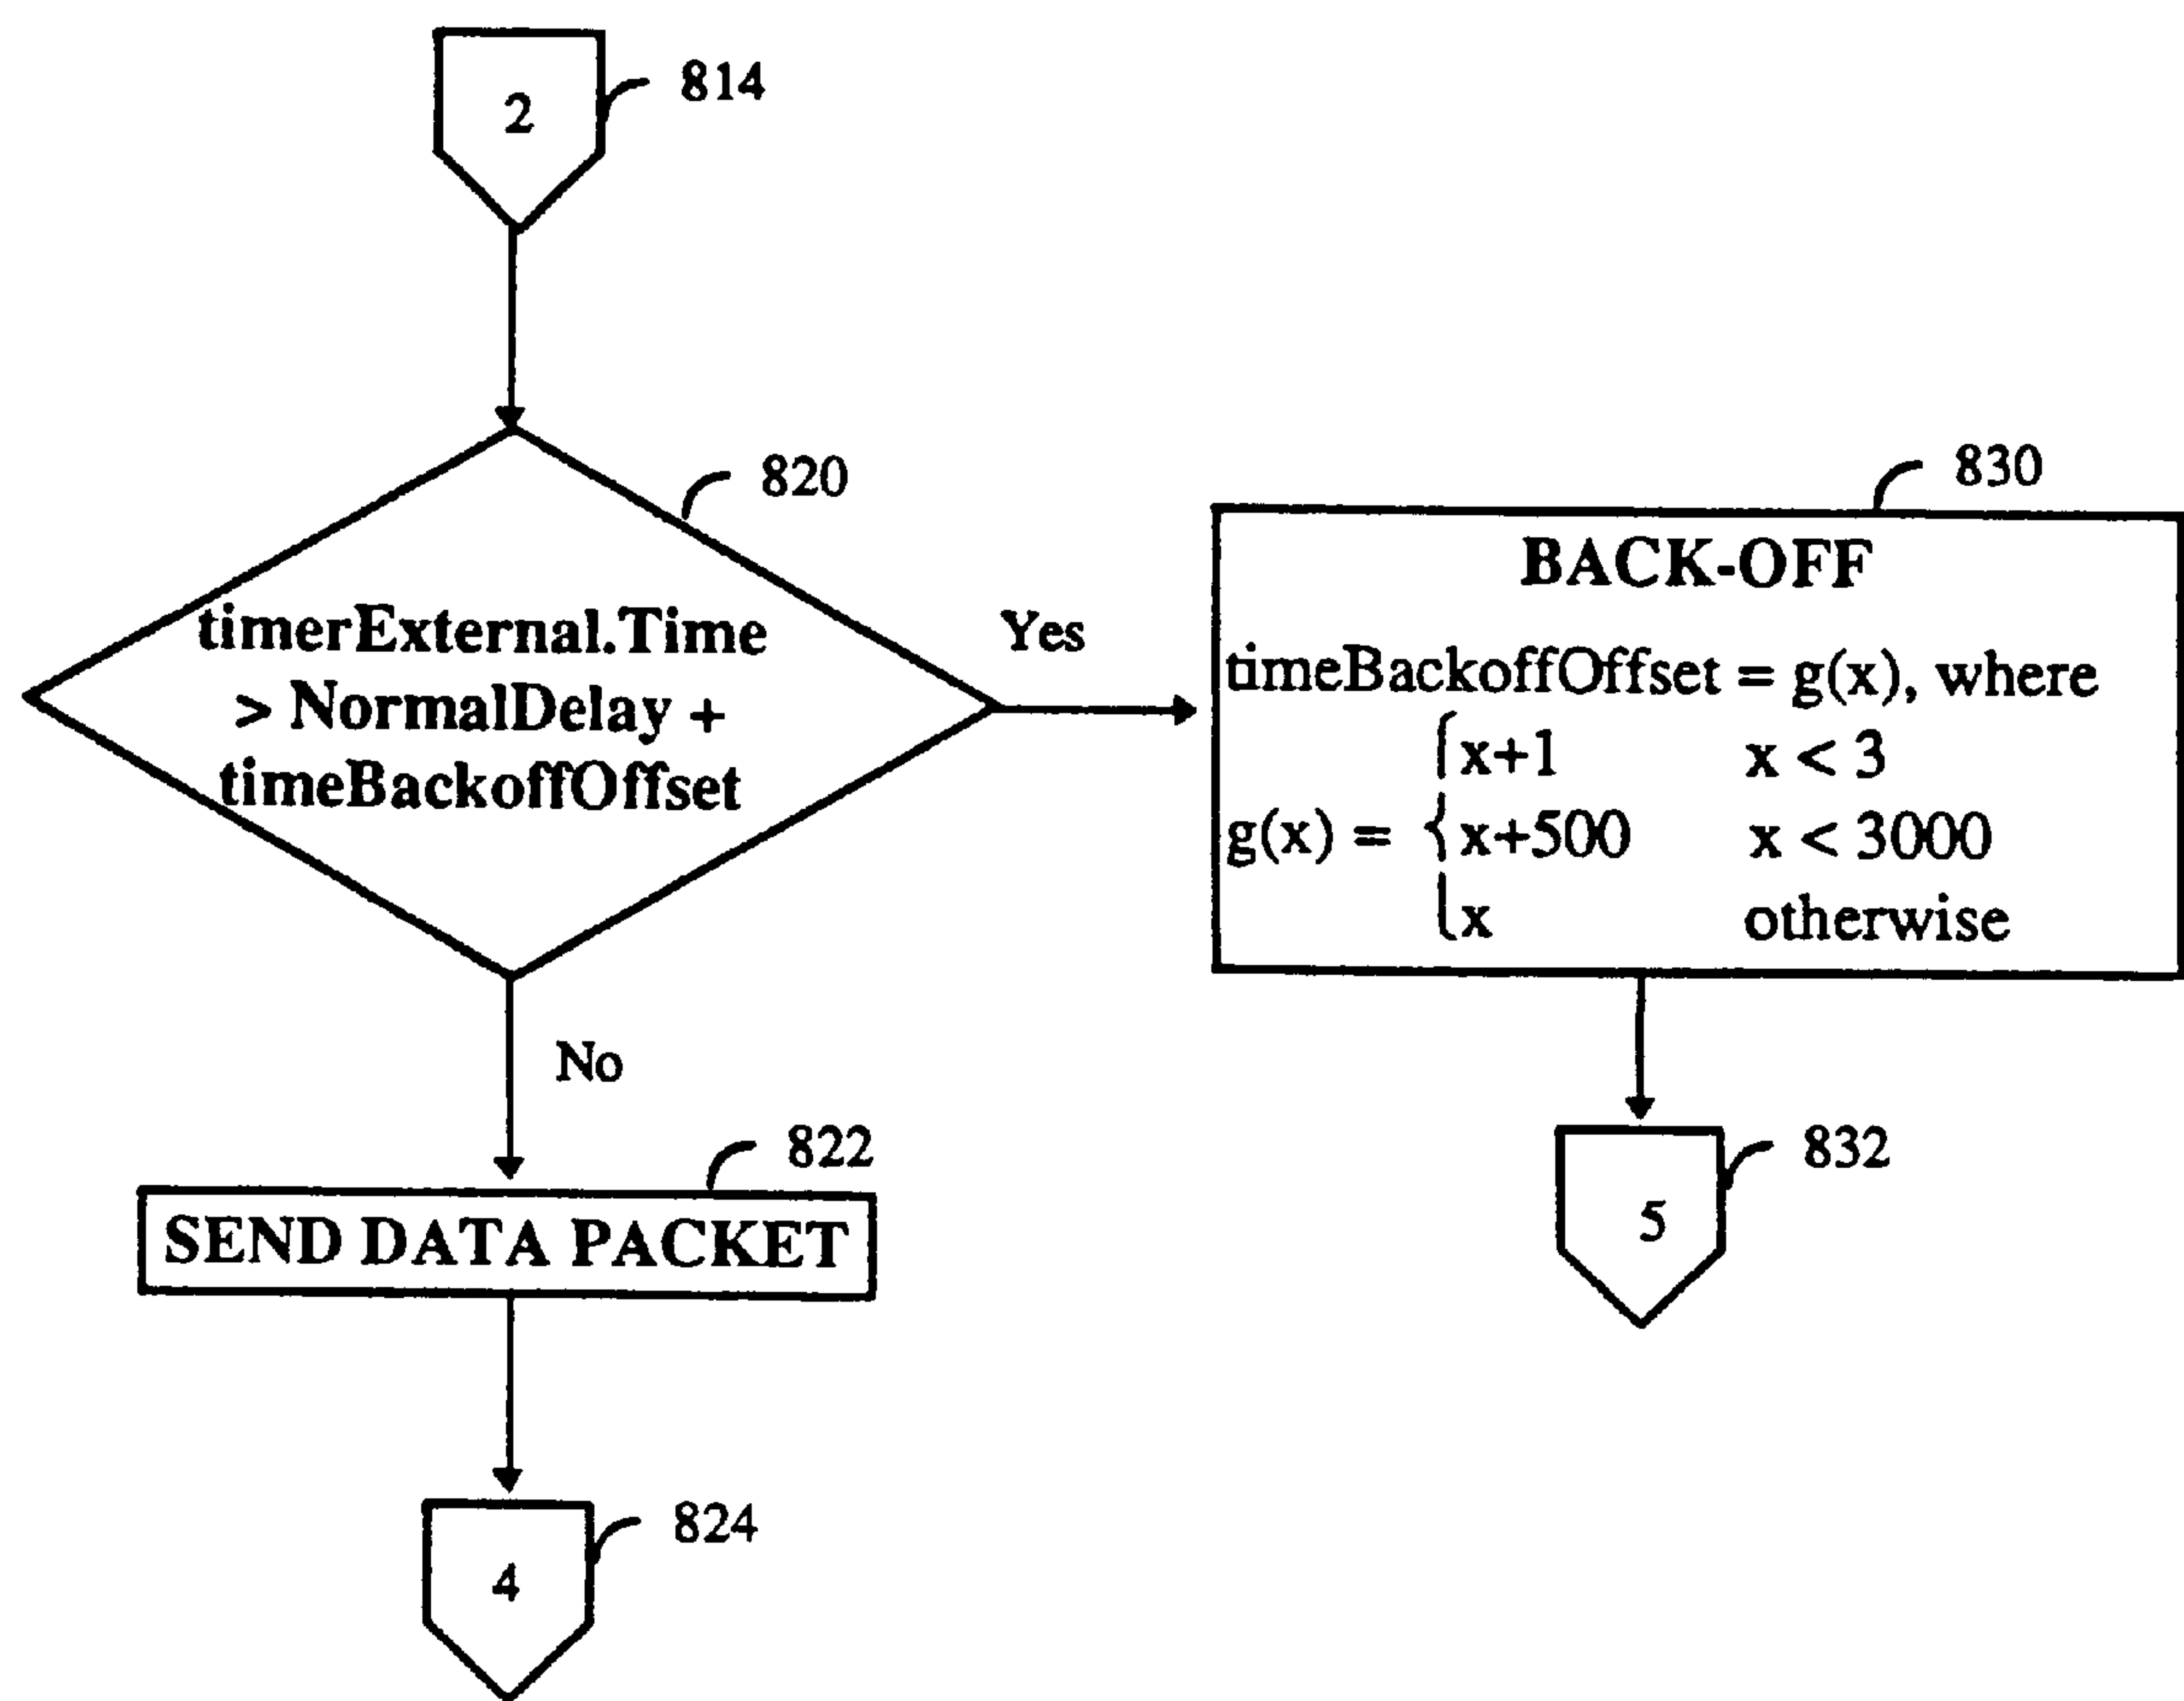 2
814
820
timerExternal.Time
> NormalDelay +
timeBackoffOffset
Yes
830
BACK-OFF
timeBackoffOffset = g(x), where
x+1 x < 3
g(x) = { x+500 x < 3000
x otherwise
No
822
SEND DATA PACKET
832
5
824
4